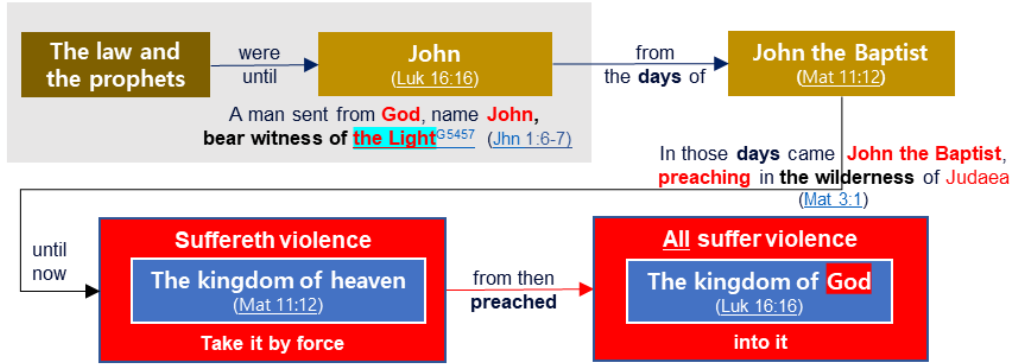 The law and
the prophets
were
until
John
(Luk 16:16)
from
the days of
John the Baptist
(Mat 11:12)
A man sent from God, name John,
bear witness of the Light G5457 (Jhn 1:6-7)
In those days came John the Baptist,
preaching in the wilderness of Judaea
(Mat 3:1)
until
now
Suffereth violence
The kingdom of heaven
(Mat 11:12)
Take it by force
from then
preached
All suffer violence
The kingdom of God
(Luk 16:16)
into it